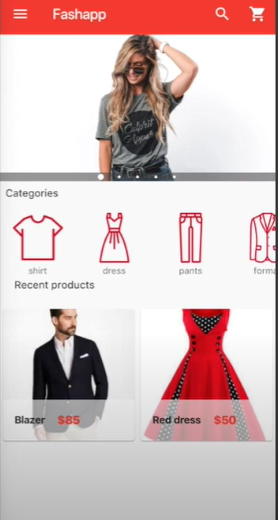 Fashapp
Categories
shirt dress pants forma
Recent products
Blazer $85 Red dress $50